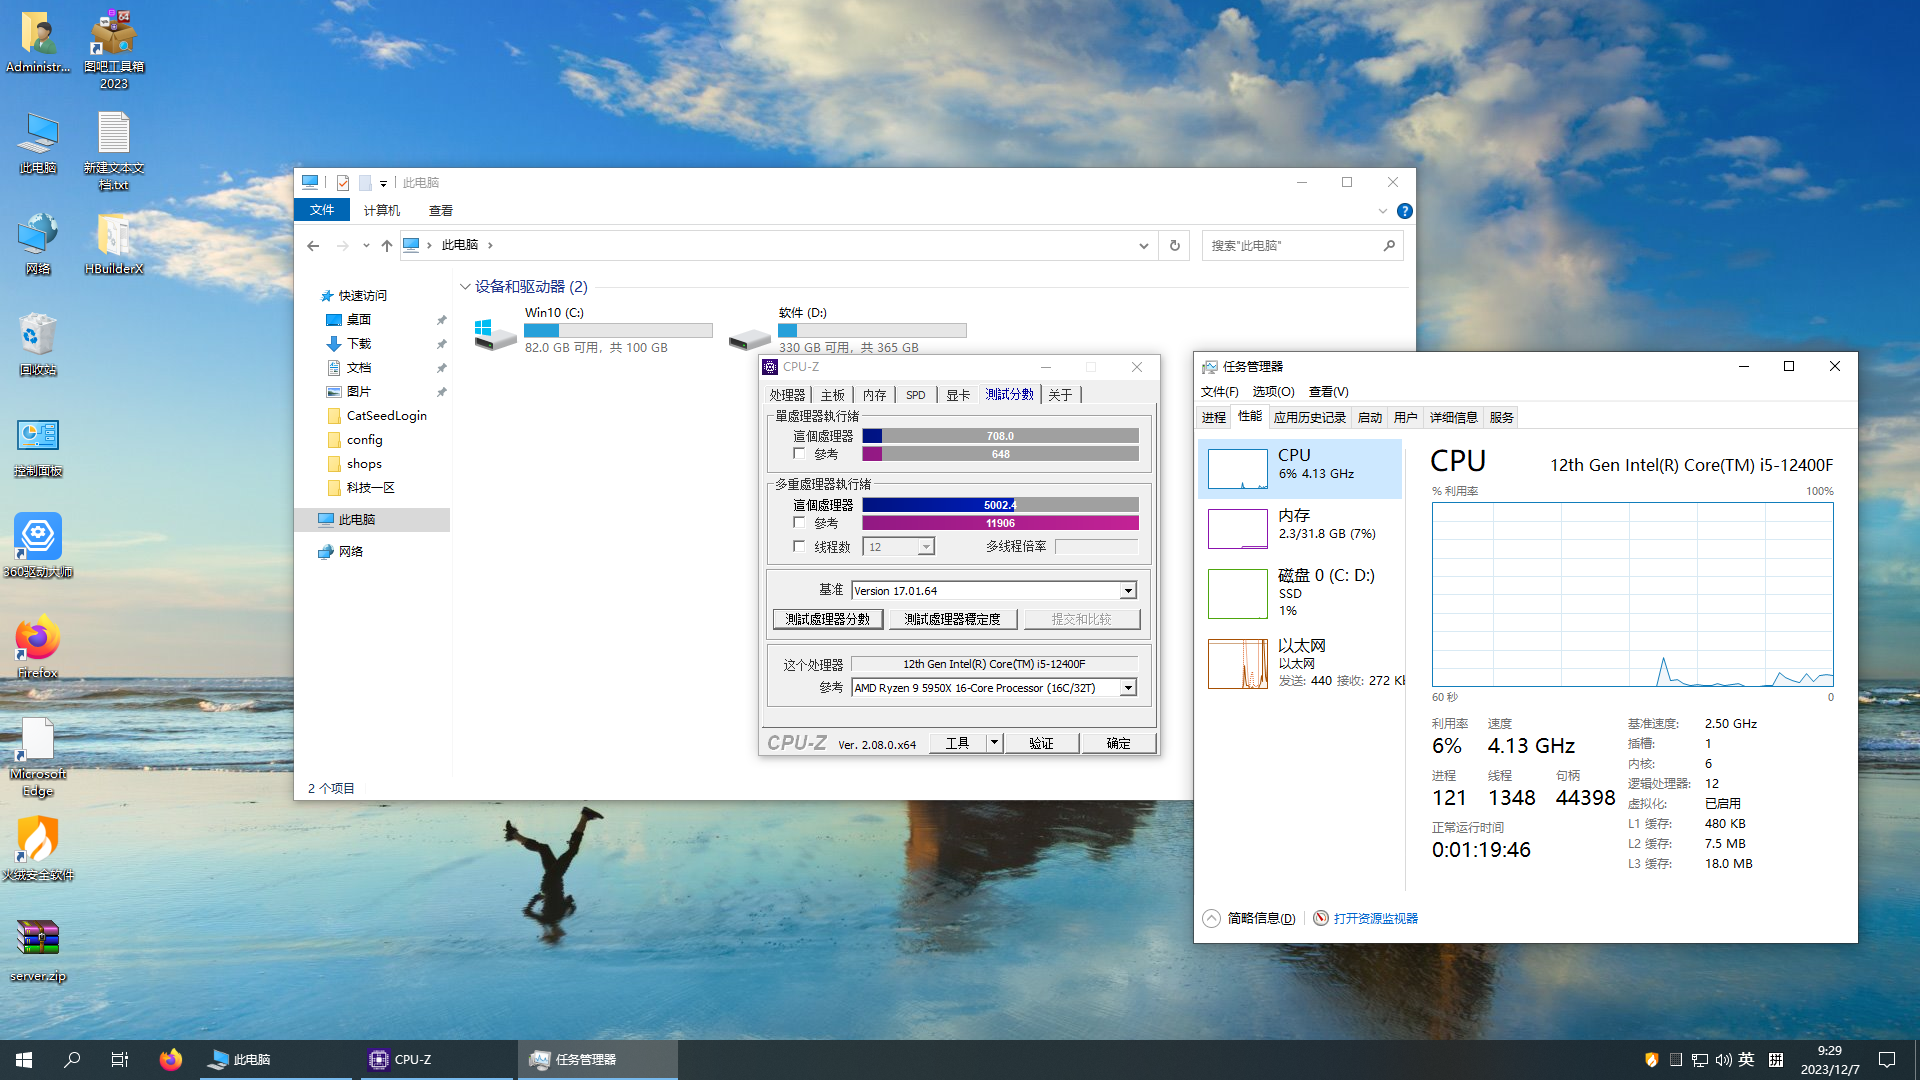 Administr...
图吧工具箱
2023
此电脑
新建文本文
档.txt
网络
HBuilderX
回收站
控制面板
360驱动大师
Firefox
Microsoft
Edge
火绒安全软件
server.zip
此电脑
文件
计算机
查看
此电脑
搜索"此电脑"
快速访问
桌面
下载
文档
图片
CatSeedLogin
config
shops
科技一区
此电脑
网络
设备和驱动器 (2)
Win10 (C:)
82.0 GB 可用，共 100 GB
软件 (D:)
330 GB 可用，共 365 GB
2 个项目
CPU-Z
处理器 主板 内存 SPD 显卡 測試分數 关于
單處理器執行緒
這個處理器 708.0
參考 648
多重處理器執行緒
這個處理器 5002.4
參考 11906
线程数 12 多线程倍率
基准 Version 17.01.64
測試處理器分數 測試處理器穩定度 提交和比较
这个处理器 12th Gen Intel(R) Core(TM) i5-12400F
參考 AMD Ryzen 9 5950X 16-Core Processor (16C/32T)
CPU-Z Ver. 2.08.0.x64 工具 验证 确定
任务管理器
文件(F) 选项(O) 查看(V)
进程 性能 应用历史记录 启动 用户 详细信息 服务
CPU
6% 4.13 GHz
内存
2.3/31.8 GB (7%)
磁盘 0 (C: D:)
SSD
1%
以太网
以太网
发送: 440 接收: 272 Kb
CPU 12th Gen Intel(R) Core(TM) i5-12400F
% 利用率 100%
60 秒 0
利用率 速度
6% 4.13 GHz
进程 线程 句柄
121 1348 44398
正常运行时间
0:01:19:46
基准速度: 2.50 GHz
插槽: 1
内核: 6
逻辑处理器: 12
虚拟化: 已启用
L1 缓存: 480 KB
L2 缓存: 7.5 MB
L3 缓存: 18.0 MB
简略信息(D) 打开资源监视器
此电脑
CPU-Z
任务管理器
英
拼
9:29
2023/12/7